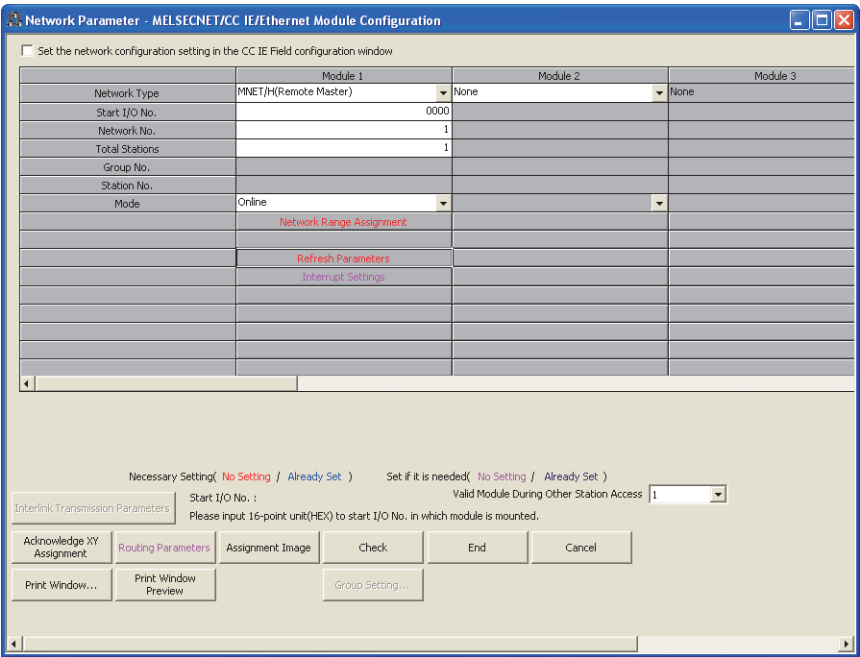 Network Parameter - MELSECNET/CC IE/Ethernet Module Configuration
Set the network configuration setting in the CC IE Field configuration window
Module 1 Module 2 Module 3
Network Type MNET/H(Remote Master) None None
Start I/O No. 0000
Network No. 1
Total Stations 1
Group No.
Station No.
Mode Online
Network Range Assignment
Refresh Parameters
Interrupt Settings
Necessary Setting( No Setting / Already Set ) Set if it is needed( No Setting / Already Set )
Interlink Transmission Parameters
Start I/O No. : Valid Module During Other Station Access 1
Please input 16-point unit(HEX) to start I/O No. in which module is mounted.
Acknowledge XY
Assignment
Routing Parameters Assignment Image Check End Cancel
Print Window...
Print Window
Preview
Group Setting...